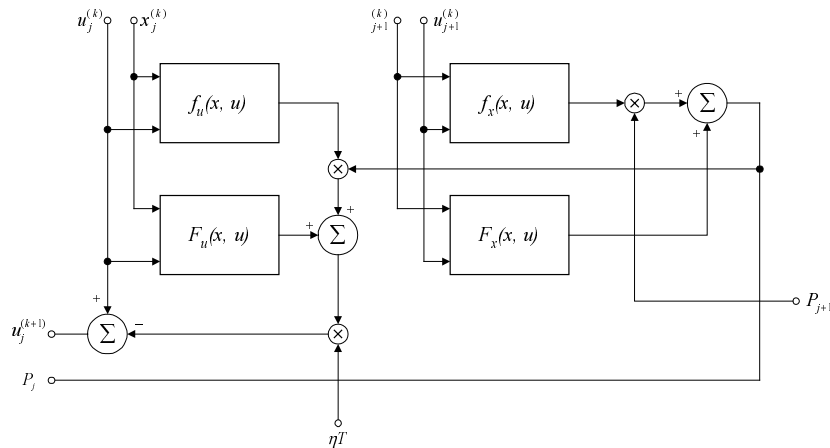 u_j^{(k)} x_j^{(k)} _{j+1}^{(k)} u_{j+1}^{(k)}
f_u(x, u) f_x(x, u) × + Σ
+
×
F_u(x, u) + + Σ F_x(x, u)
+
P_{j+1}
u_j^{(k+1)} Σ − ×
P_j
ηT